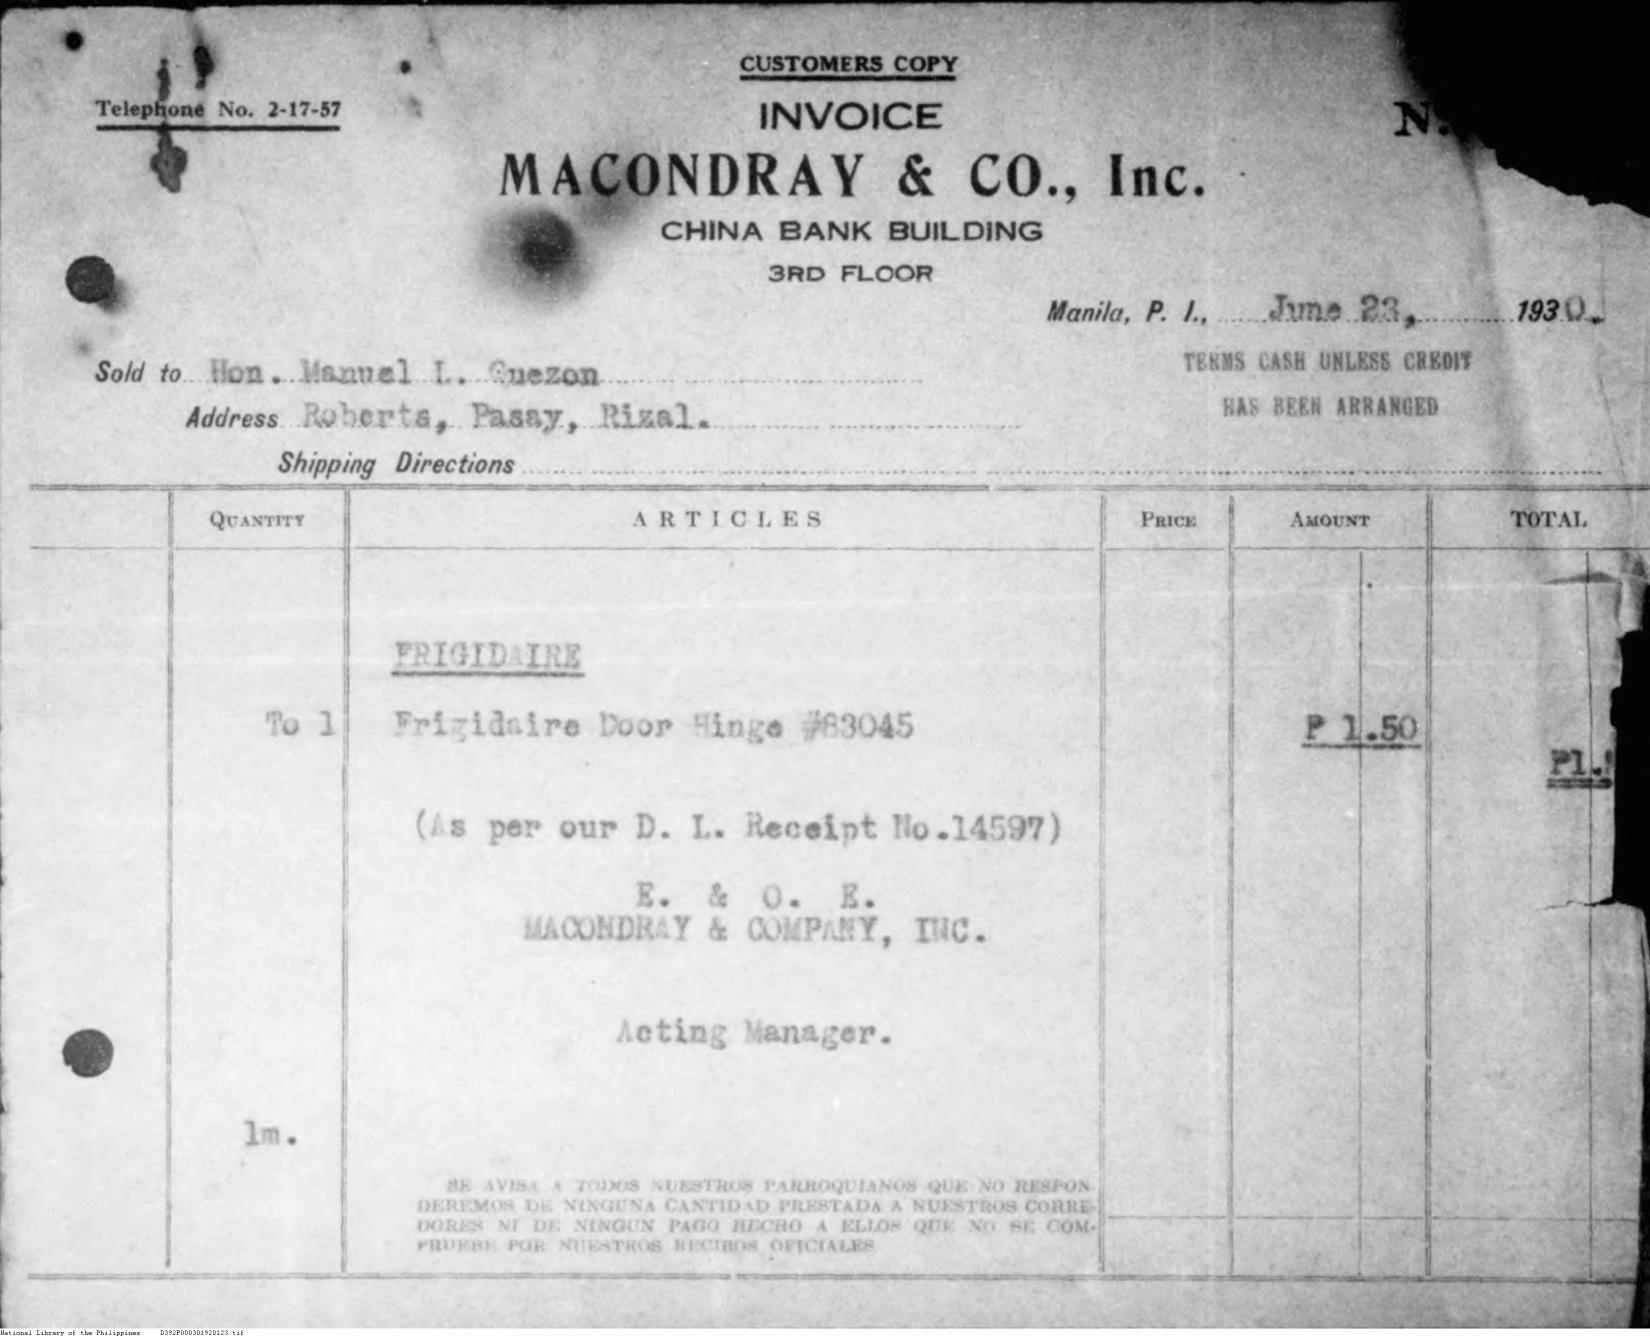 CUSTOMERS COPY
Telephone No. 2-17-57
INVOICE
N
MACONDRAY & CO., Inc.
CHINA BANK BUILDING
3RD FLOOR
Manila, P. I., June 23, 1930.
Sold to Hon. Manuel L. Quezon
TERMS CASH UNLESS CREDIT
HAS BEEN ARRANGED
Address Roberts, Pasay, Rizal.
Shipping Directions
QUANTITY ARTICLES PRICE AMOUNT TOTAL
FRIGIDAIRE
To 1 Frigidaire Door Hinge #83045 P 1.50
P1.
(As per our D. L. Receipt No.14597)
E. & O. E.
MACONDRAY & COMPANY, INC.
Acting Manager.
lm.
SE AVISA A TODOS NUESTROS PARROQUIANOS QUE NO RESPON-
DEREMOS DE NINGUNA CANTIDAD PRESTADA A NUESTROS CORRE-
DORES NI DE NINGUN PAGO HECHO A ELLOS QUE NO SE COM-
PRUEBE POR NUESTROS RECIBOS OFICIALES
National Library of the Philippines D392P000301920123.tif